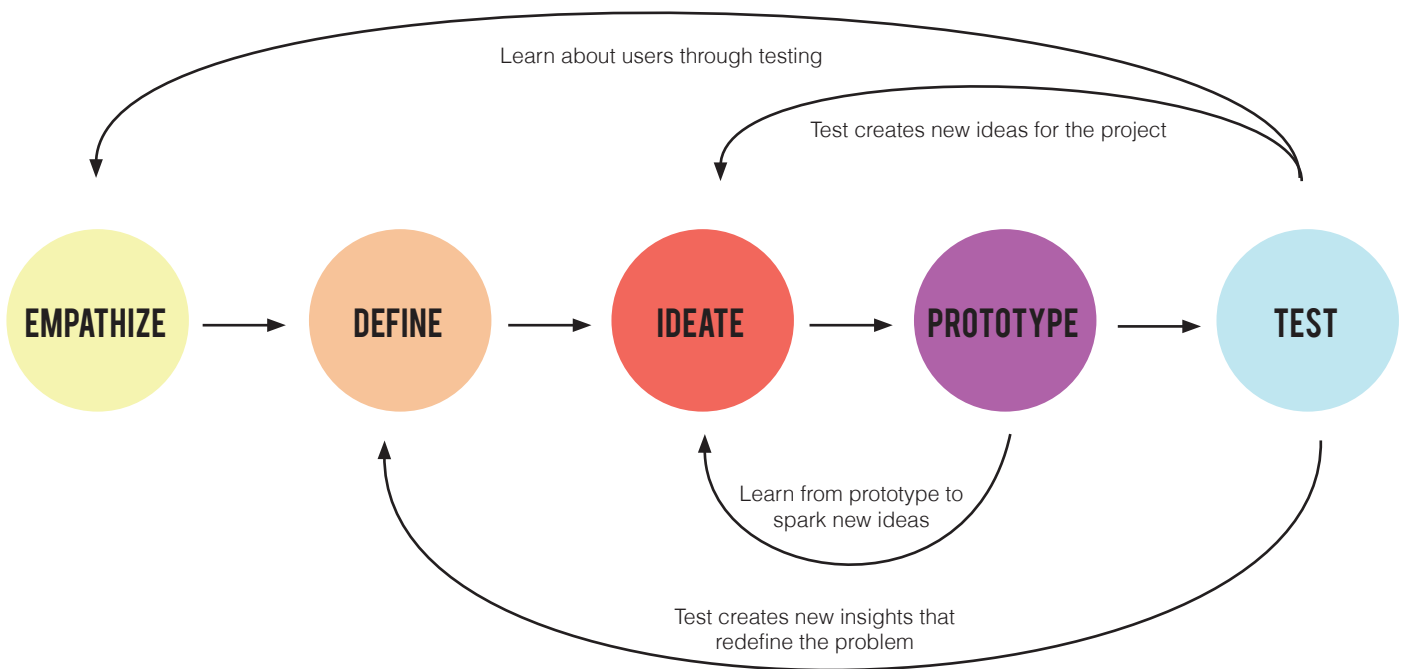 Learn about users through testing
Test creates new ideas for the project
EMPATHIZE
DEFINE
IDEATE
PROTOTYPE
TEST
Learn from prototype to
spark new ideas
Test creates new insights that
redefine the problem